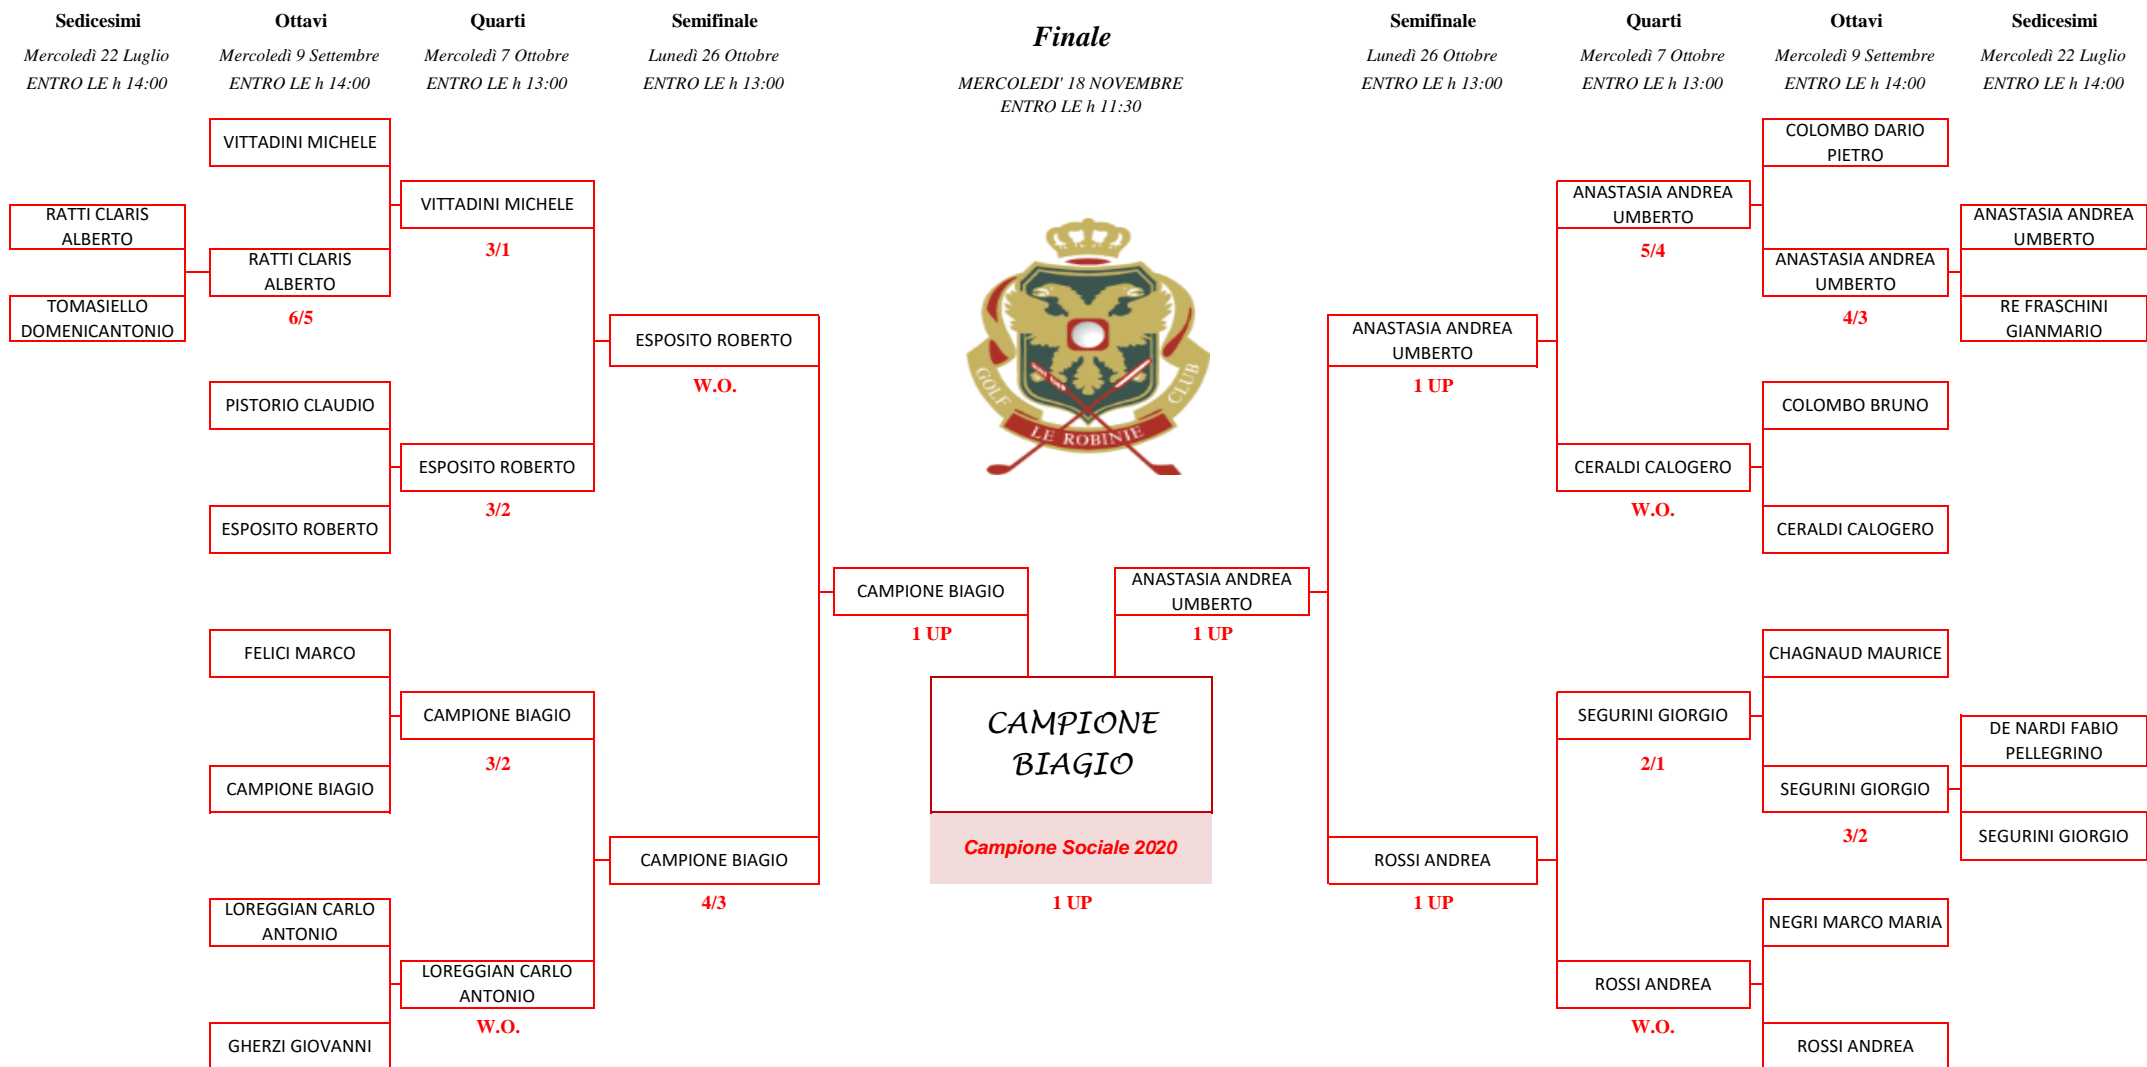 Sedicesimi
Ottavi
Quarti
Semifinale
Finale
Semifinale
Quarti
Ottavi
Sedicesimi
Mercoledì 22 Luglio
Mercoledì 9 Settembre
Mercoledì 7 Ottobre
Lunedì 26 Ottobre
MERCOLEDI' 18 NOVEMBRE
Lunedì 26 Ottobre
Mercoledì 7 Ottobre
Mercoledì 9 Settembre
Mercoledì 22 Luglio
ENTRO LE h 14:00
ENTRO LE h 14:00
ENTRO LE h 13:00
ENTRO LE h 13:00
ENTRO LE h 11:30
ENTRO LE h 13:00
ENTRO LE h 13:00
ENTRO LE h 14:00
ENTRO LE h 14:00
RATTI CLARIS
ALBERTO
TOMASIELLO
DOMENICANTONIO
VITTADINI MICHELE
RATTI CLARIS
ALBERTO
6/5
PISTORIO CLAUDIO
ESPOSITO ROBERTO
FELICI MARCO
CAMPIONE BIAGIO
LOREGGIAN CARLO
ANTONIO
GHERZI GIOVANNI
VITTADINI MICHELE
3/1
ESPOSITO ROBERTO
3/2
CAMPIONE BIAGIO
3/2
LOREGGIAN CARLO
ANTONIO
W.O.
ESPOSITO ROBERTO
W.O.
CAMPIONE BIAGIO
4/3
CAMPIONE BIAGIO
1 UP
GOLF
CLUB
LE ROBINIE
CAMPIONE
BIAGIO
Campione Sociale 2020
1 UP
ANASTASIA ANDREA
UMBERTO
1 UP
ANASTASIA ANDREA
UMBERTO
1 UP
ROSSI ANDREA
1 UP
ANASTASIA ANDREA
UMBERTO
5/4
CERALDI CALOGERO
W.O.
SEGURINI GIORGIO
2/1
ROSSI ANDREA
W.O.
COLOMBO DARIO
PIETRO
ANASTASIA ANDREA
UMBERTO
4/3
COLOMBO BRUNO
CERALDI CALOGERO
CHAGNAUD MAURICE
SEGURINI GIORGIO
3/2
NEGRI MARCO MARIA
ROSSI ANDREA
ANASTASIA ANDREA
UMBERTO
RE FRASCHINI
GIANMARIO
DE NARDI FABIO
PELLEGRINO
SEGURINI GIORGIO